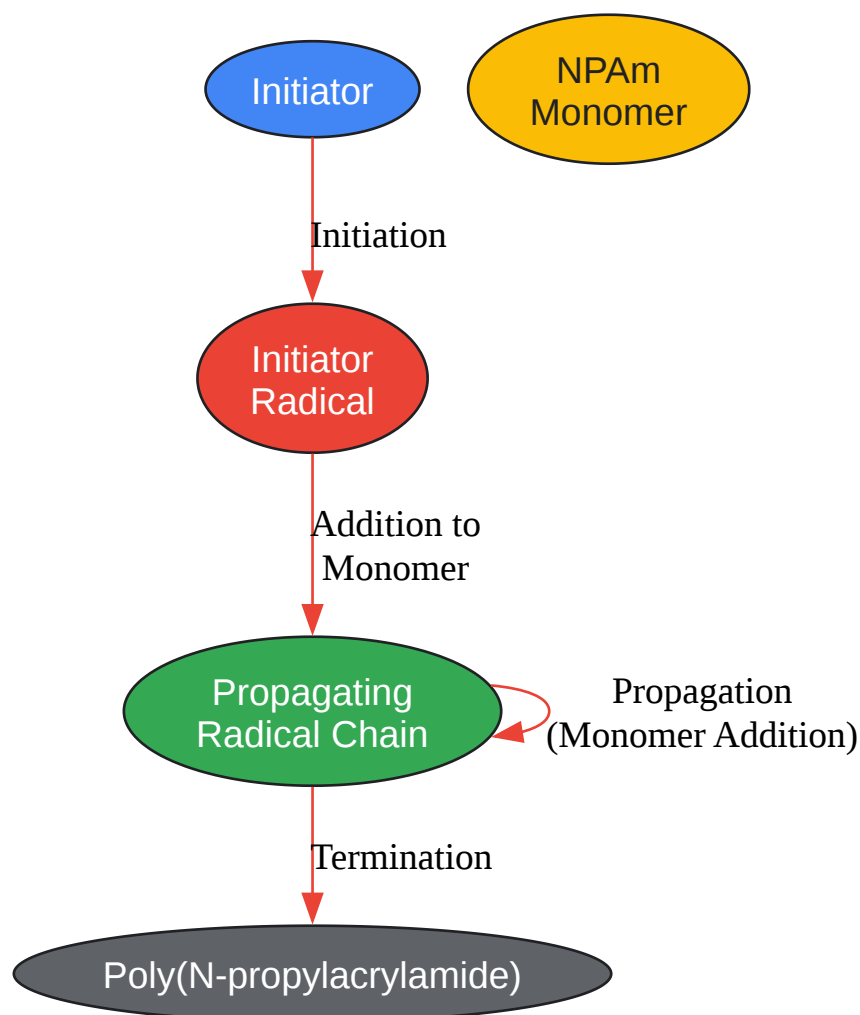 Initiator
NPAm
Monomer
Initiation
Initiator
Radical
Addition to
Monomer
Propagating
Radical Chain
Propagation
(Monomer Addition)
Termination
Poly(N-propylacrylamide)